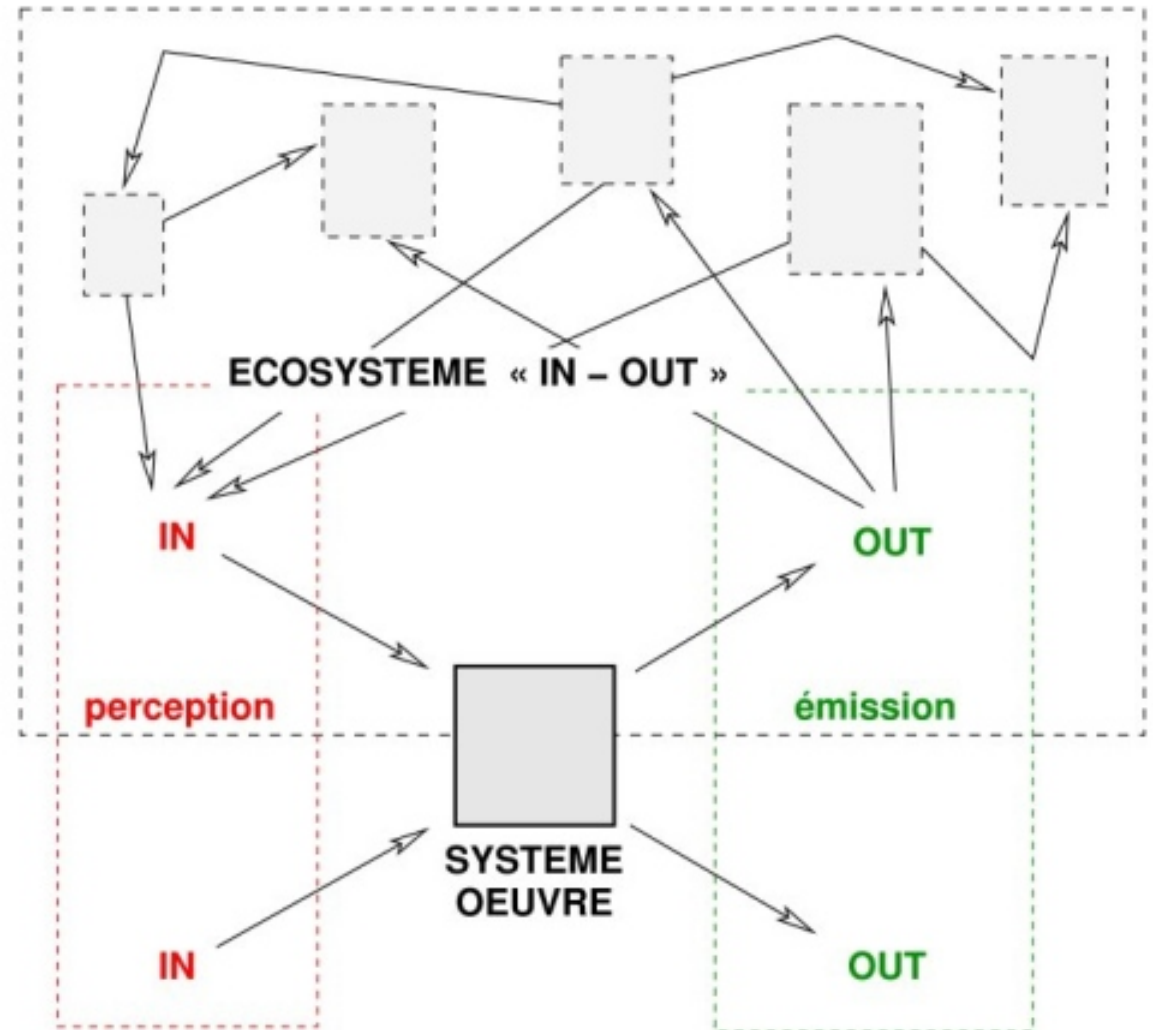 ECOSYSTEME « IN – OUT »
IN
OUT
perception
émission
SYSTEME
OEUVRE
IN
OUT